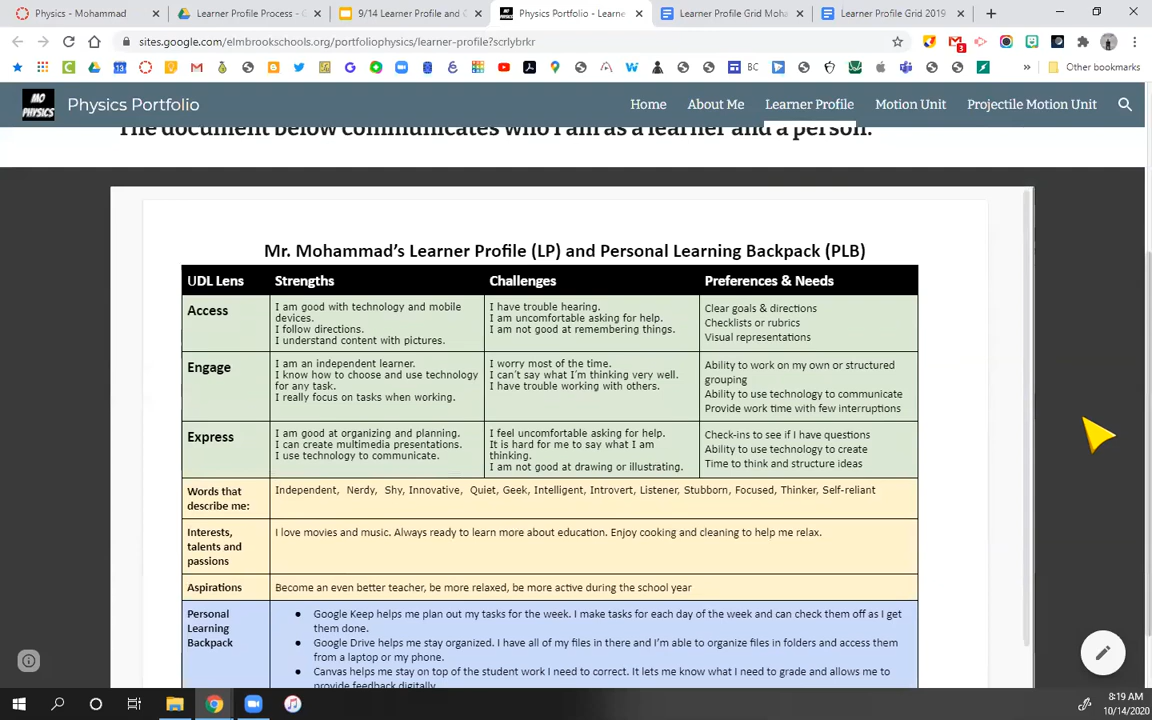 Physics - Mohammad
Learner Profile Process - G
9/14 Learner Profile and C
Physics Portfolio - Learne
Learner Profile Grid Moha
Learner Profile Grid 2019
sites.google.com/elmbrookschools.org/portfoliophysics/learner-profile?scrlybrkr
BC
Other bookmarks
MO
PHYSICS
Physics Portfolio
Home
About Me
Learner Profile
Motion Unit
Projectile Motion Unit
The document below communicates who I am as a learner and a person.
Mr. Mohammad's Learner Profile (LP) and Personal Learning Backpack (PLB)
UDL Lens
Strengths
Challenges
Preferences & Needs
Access
I am good with technology and mobile
devices.
I follow directions.
I understand content with pictures.
I have trouble hearing.
I am uncomfortable asking for help.
I am not good at remembering things.
Clear goals & directions
Checklists or rubrics
Visual representations
Engage
I am an independent learner.
I know how to choose and use technology
for any task.
I really focus on tasks when working.
I worry most of the time.
I can't say what I'm thinking very well.
I have trouble working with others.
Ability to work on my own or structured
grouping
Ability to use technology to communicate
Provide work time with few interruptions
Express
I am good at organizing and planning.
I can create multimedia presentations.
I use technology to communicate.
I feel uncomfortable asking for help.
It is hard for me to say what I am
thinking.
I am not good at drawing or illustrating.
Check-ins to see if I have questions
Ability to use technology to create
Time to think and structure ideas
Words that
describe me:
Independent, Nerdy, Shy, Innovative, Quiet, Geek, Intelligent, Introvert, Listener, Stubborn, Focused, Thinker, Self-reliant
Interests,
talents and
passions
I love movies and music. Always ready to learn more about education. Enjoy cooking and cleaning to help me relax.
Aspirations
Become an even better teacher, be more relaxed, be more active during the school year
Personal
Learning
Backpack
● Google Keep helps me plan out my tasks for the week. I make tasks for each day of the week and can check them off as I get
them done.
● Google Drive helps me stay organized. I have all of my files in there and I'm able to organize files in folders and access them
from a laptop or my phone.
● Canvas helps me stay on top of the student work I need to correct. It lets me know what I need to grade and allows me to
provide feedback digitally.
8:19 AM
10/14/2020